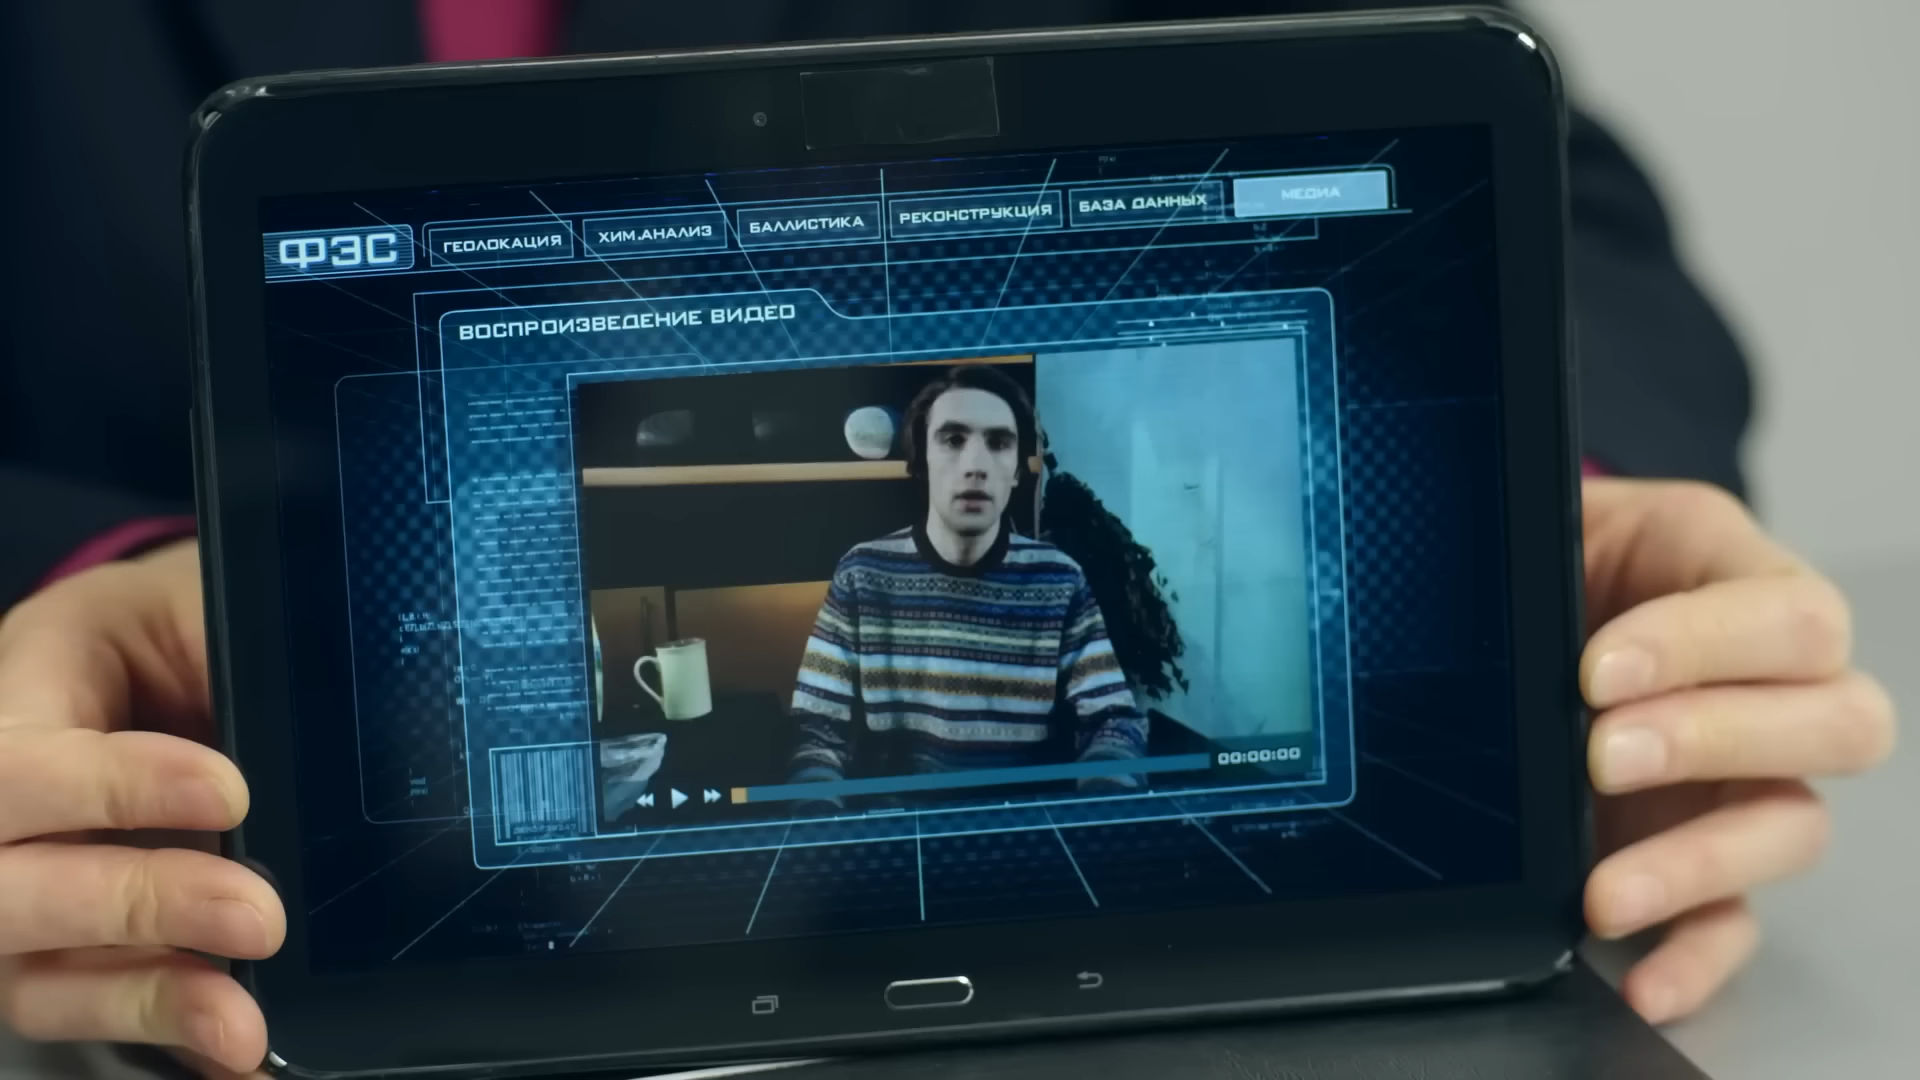 ФЭС
ГЕОЛОКАЦИЯ
ХИМ.АНАЛИЗ
БАЛЛИСТИКА
РЕКОНСТРУКЦИЯ
БАЗА ДАННЫХ
МЕДИА
ВОСПРОИЗВЕДЕНИЕ ВИДЕО
00:00:00